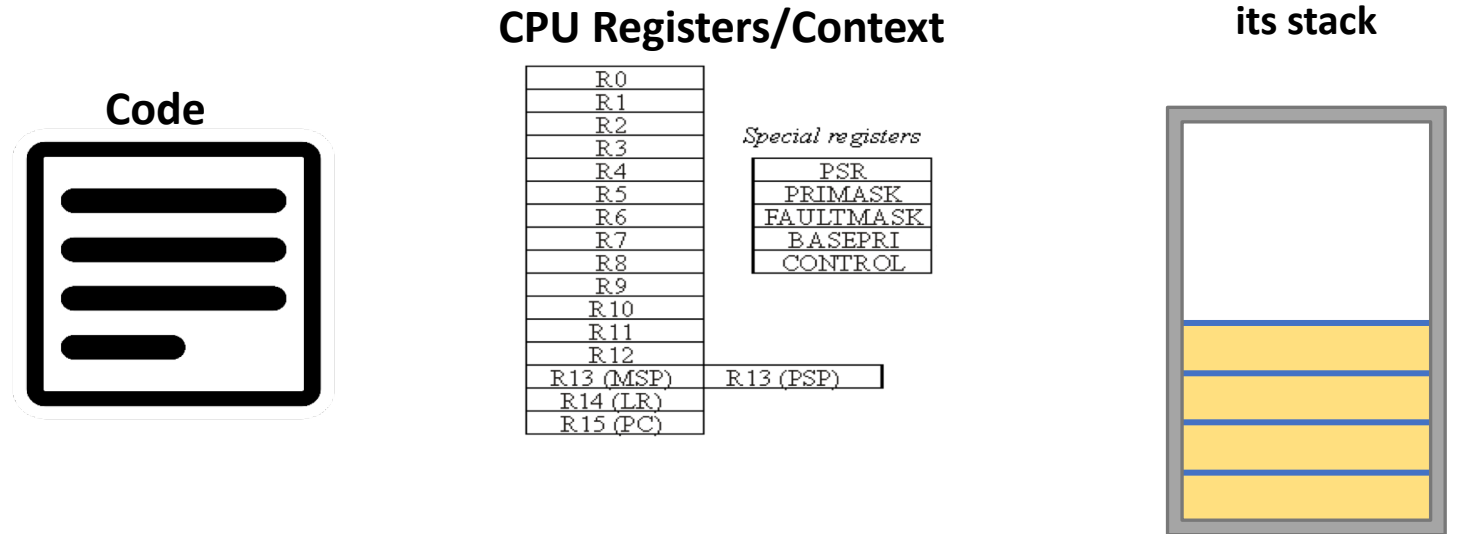 CPU Registers/Context
its stack
Code
R0
R1
R2
R3
R4
R5
R6
R7
R8
R9
R10
R11
R12
R13 (MSP) R13 (PSP)
R14 (LR)
R15 (PC)
Special registers
PSR
PRIMASK
FAULTMASK
BASEPRI
CONTROL